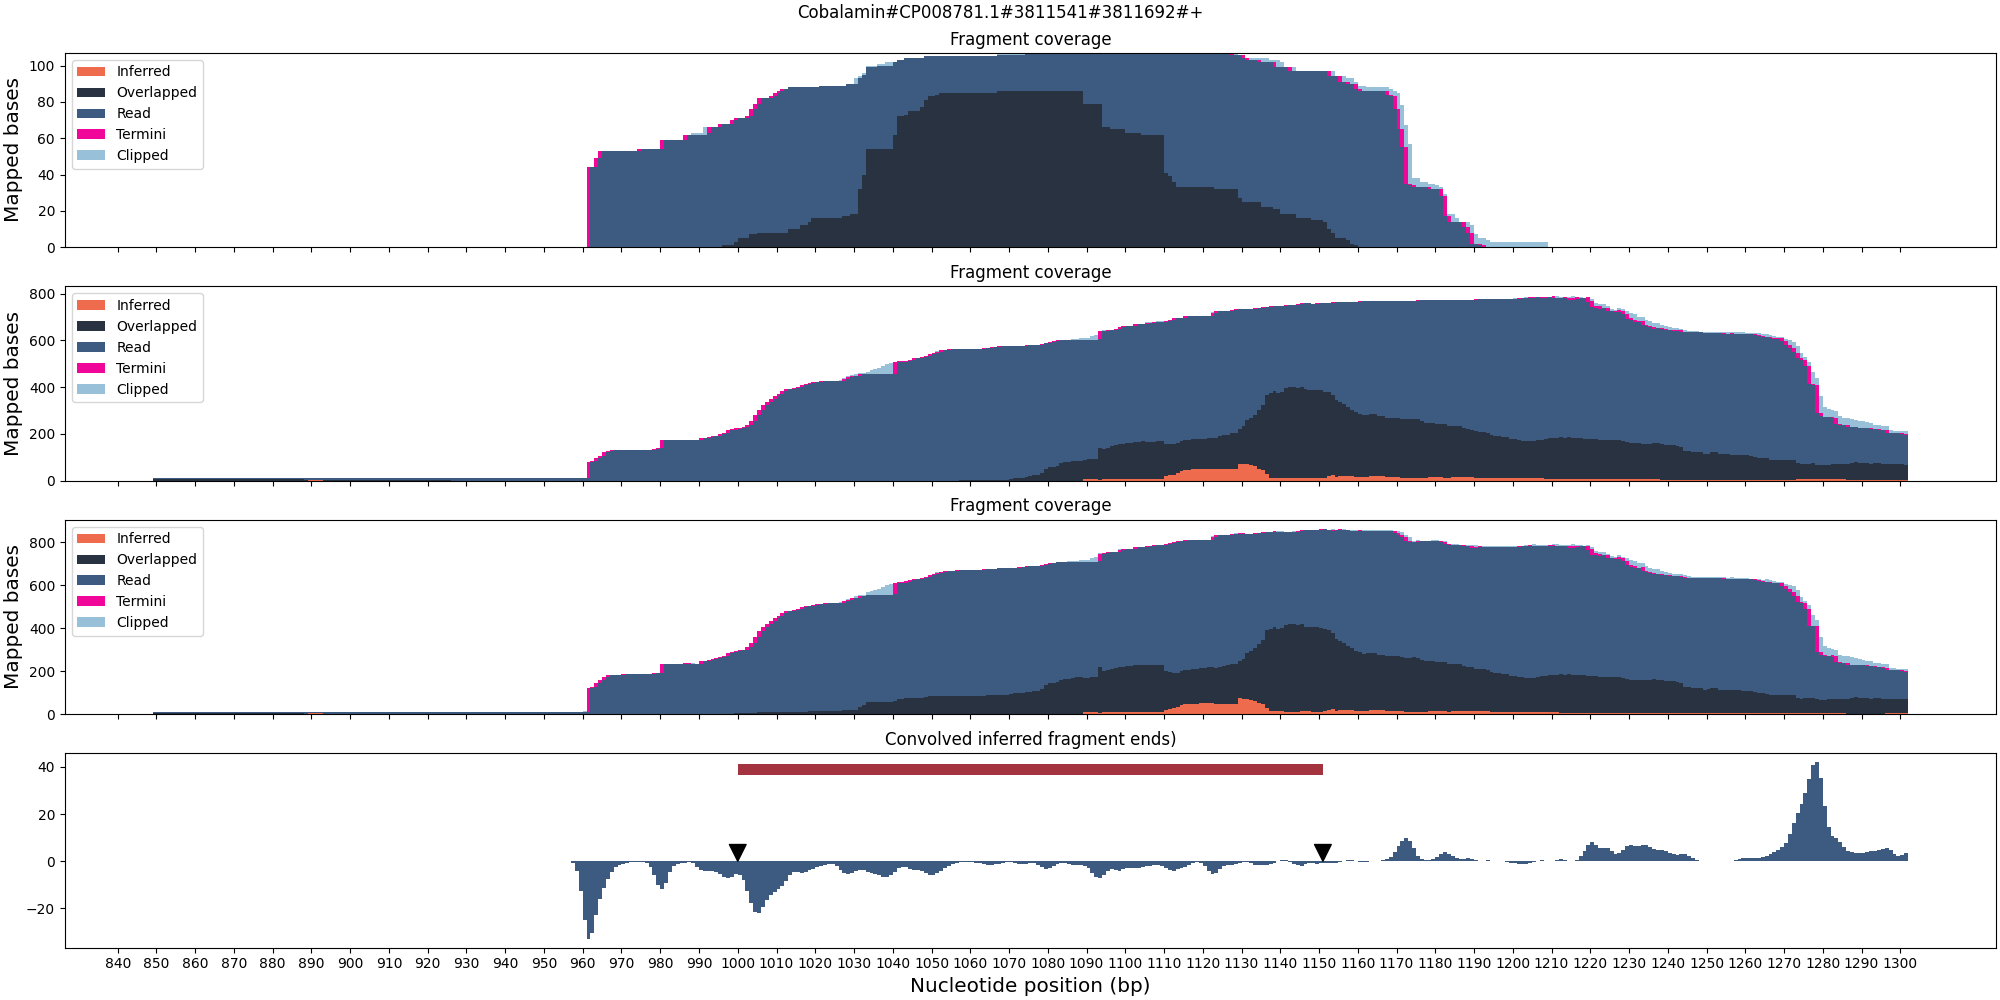 Cobalamin#CP008781.1#3811541#3811692#+
Fragment coverage
Mapped bases
100
80
60
40
20
0
Inferred
Overlapped
Read
Termini
Clipped
Fragment coverage
Mapped bases
800
600
400
200
0
Inferred
Overlapped
Read
Termini
Clipped
Fragment coverage
Mapped bases
800
600
400
200
0
Inferred
Overlapped
Read
Termini
Clipped
Convolved inferred fragment ends)
40
20
0
−20
840 850 860 870 880 890 900 910 920 930 940 950 960 970 980 990 1000 1010 1020 1030 1040 1050 1060 1070 1080 1090 1100 1110 1120 1130 1140 1150 1160 1170 1180 1190 1200 1210 1220 1230 1240 1250 1260 1270 1280 1290 1300
Nucleotide position (bp)